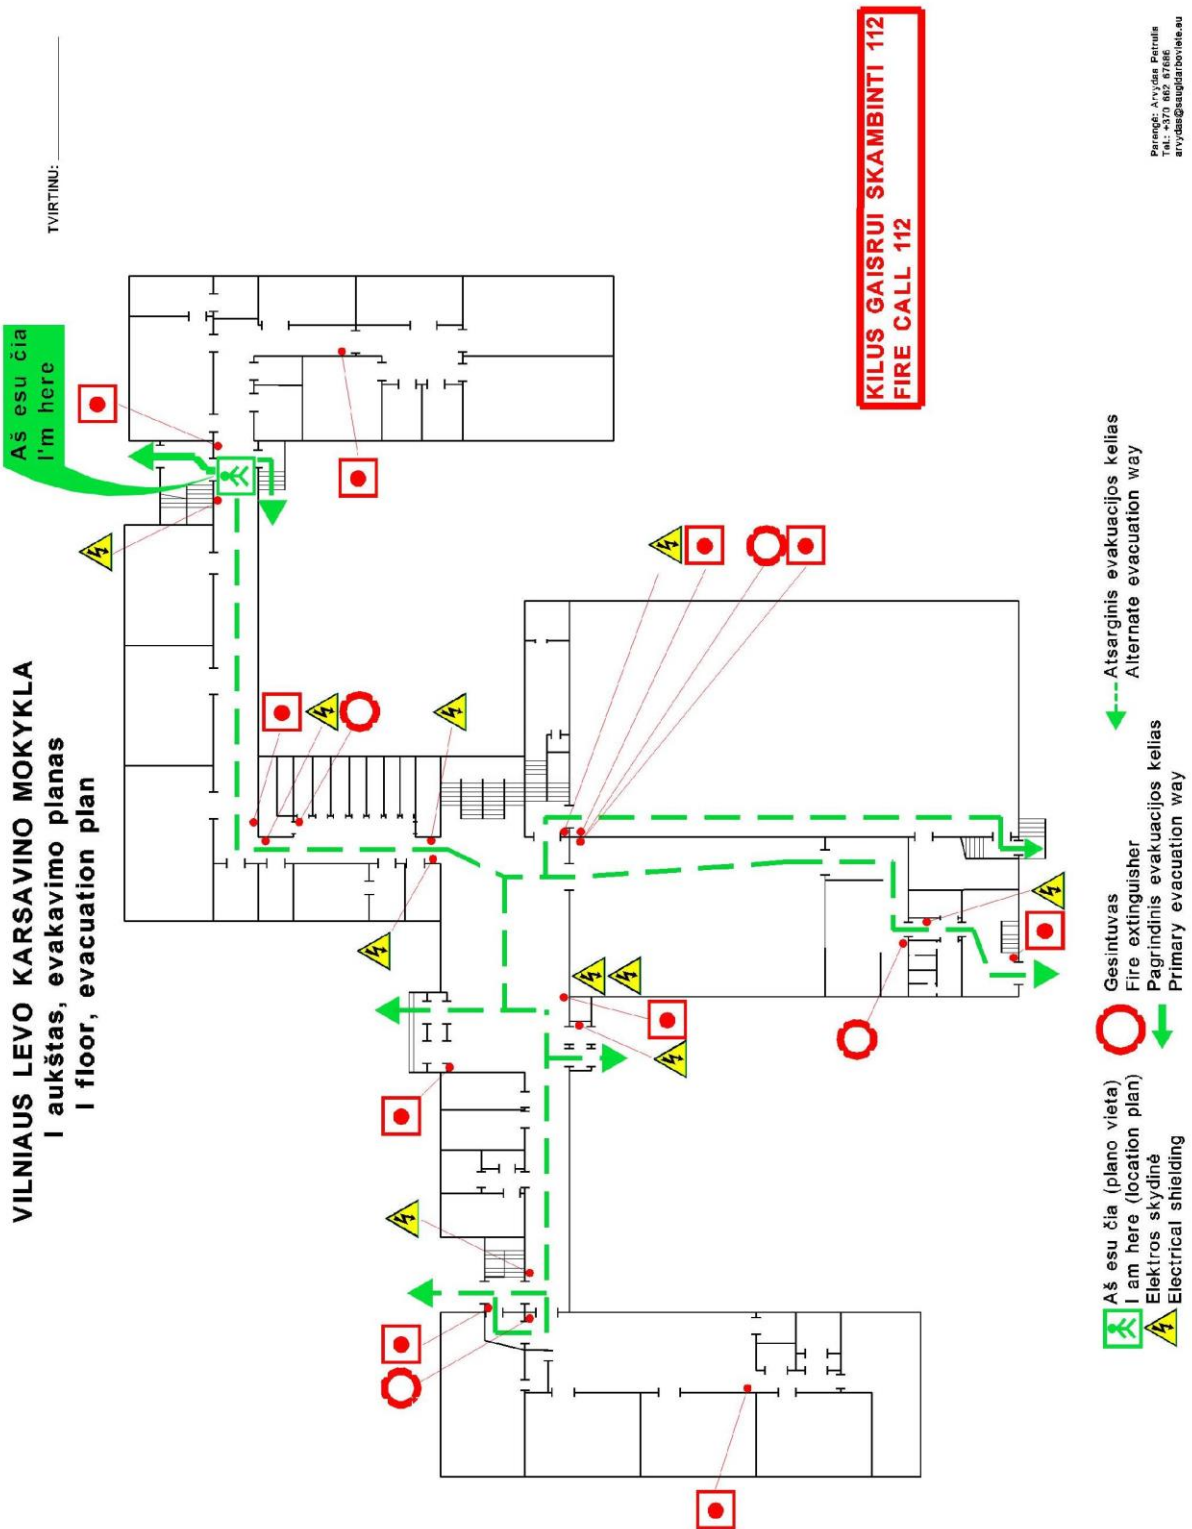 VILNIAUS LEVO KARSAVINO MOKYKLA
I aukštas, evakavimo planas
I floor, evacuation plan
TVIRTINU:
Aš esu čia
I'm here
KILUS GAISRUI SKAMBINTI 112
FIRE CALL 112
Aš esu čia (plano vieta)
I am here (location plan)
Elektros skydinė
Electrical shielding
Gesintuvas
Fire extinguisher
Pagrindinis evakuacijos kelias
Primary evacuation way
Atsarginis evakuacijos kelias
Alternate evacuation way
Parengė: Arvydas Petrulis
Tel.: +370 662 67686
arvydas@saugidarboviete.eu